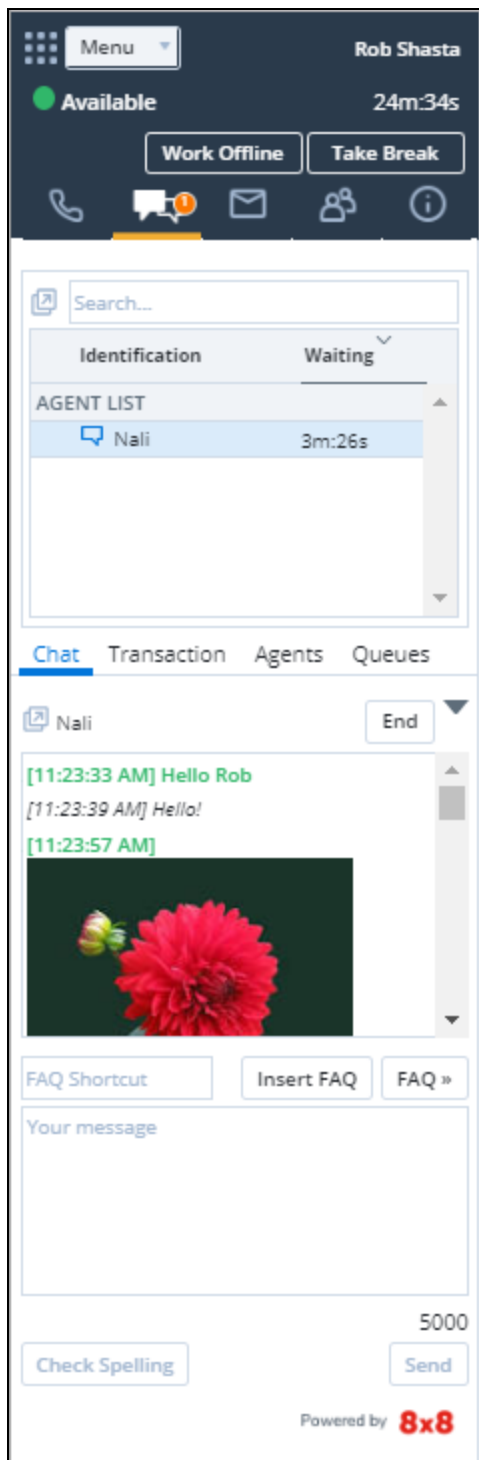 Menu
Rob Shasta
Available 24m:34s
Work Offline Take Break
1
Search...
Identification Waiting
AGENT LIST
Nali 3m:26s
Chat Transaction Agents Queues
Nali End
[11:23:33 AM] Hello Rob
[11:23:39 AM] Hello!
[11:23:57 AM]
FAQ Shortcut Insert FAQ FAQ »
Your message
5000
Check Spelling Send
Powered by 8x8